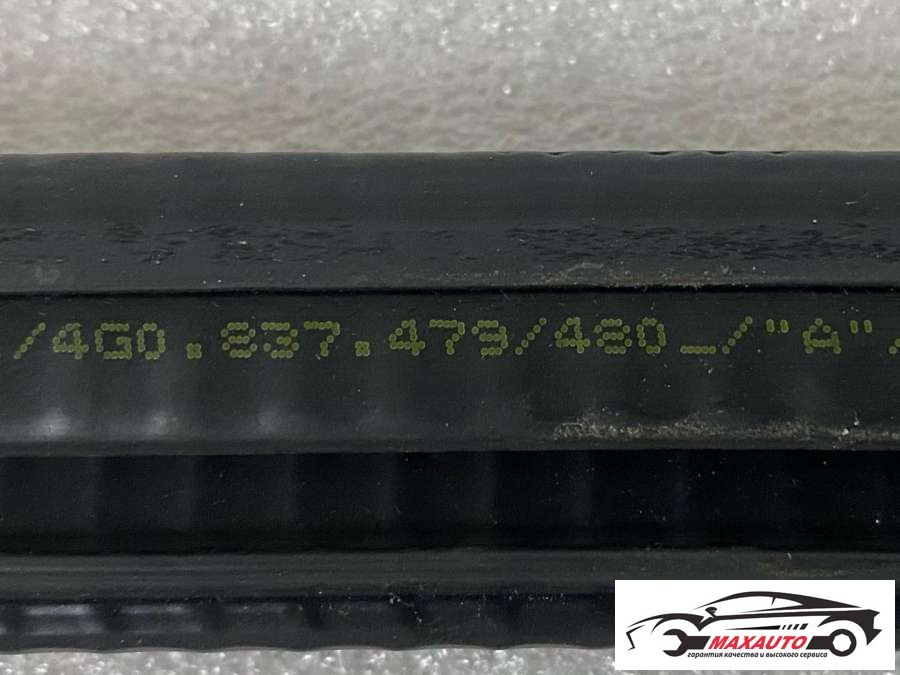 /4G0.837.479/480_/"A"
MAXAUTO
гарантия качества и высокого сервиса